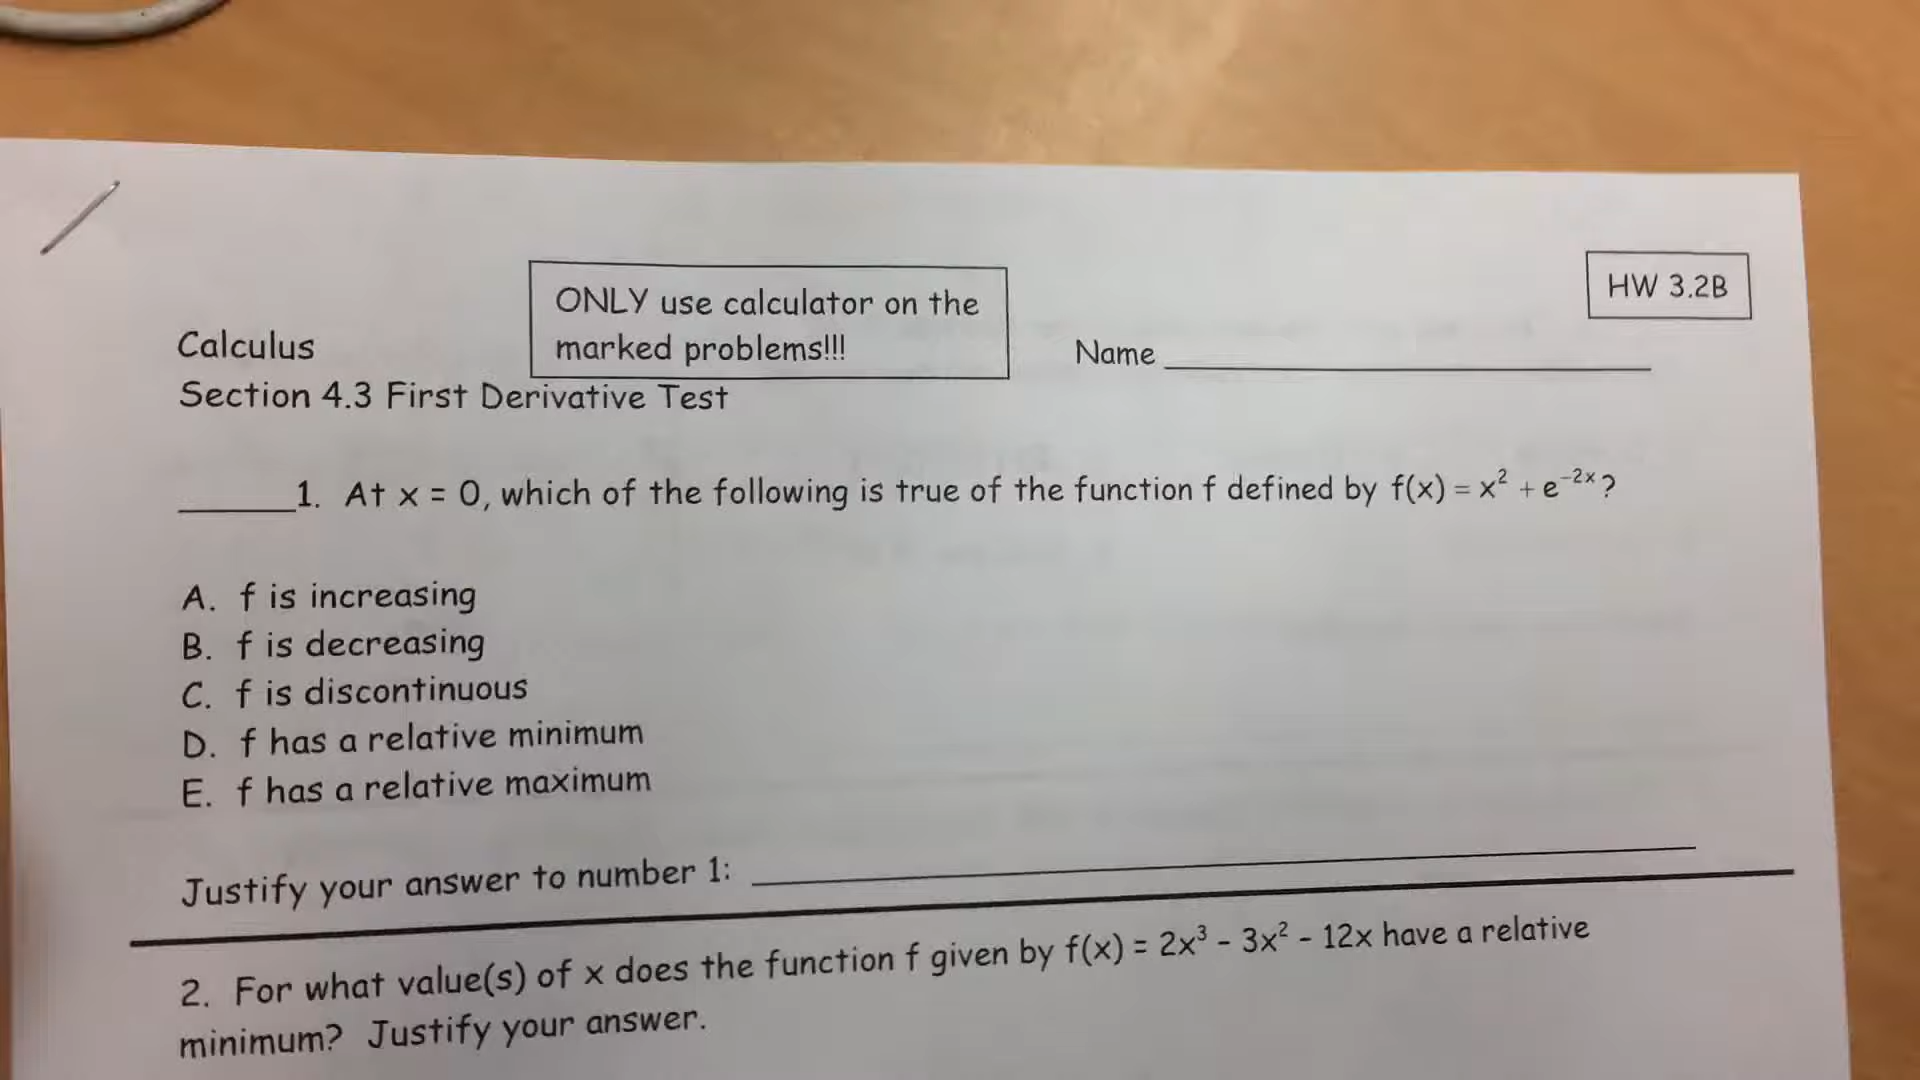 HW 3.2B
ONLY use calculator on the
marked problems!!!
Calculus
Name
Section 4.3 First Derivative Test
1. At x = 0, which of the following is true of the function f defined by f(x) = x² + e⁻²ˣ?
A. f is increasing
B. f is decreasing
C. f is discontinuous
D. f has a relative minimum
E. f has a relative maximum
Justify your answer to number 1:
2. For what value(s) of x does the function f given by f(x) = 2x³ - 3x² - 12x have a relative
minimum? Justify your answer.